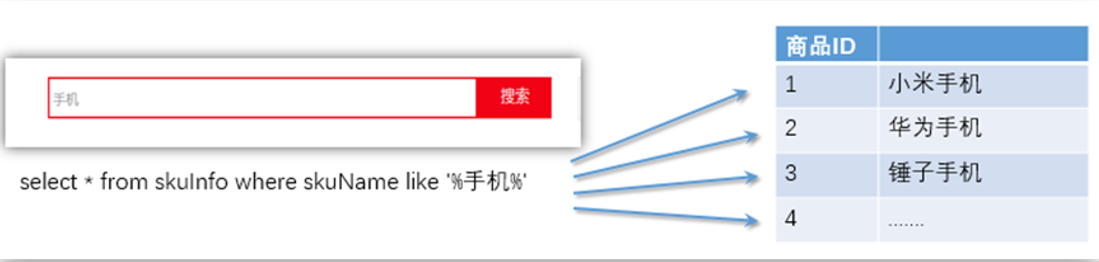 手机
搜索
select * from skuInfo where skuName like '%手机%'
商品ID
1 小米手机
2 华为手机
3 锤子手机
4 .......